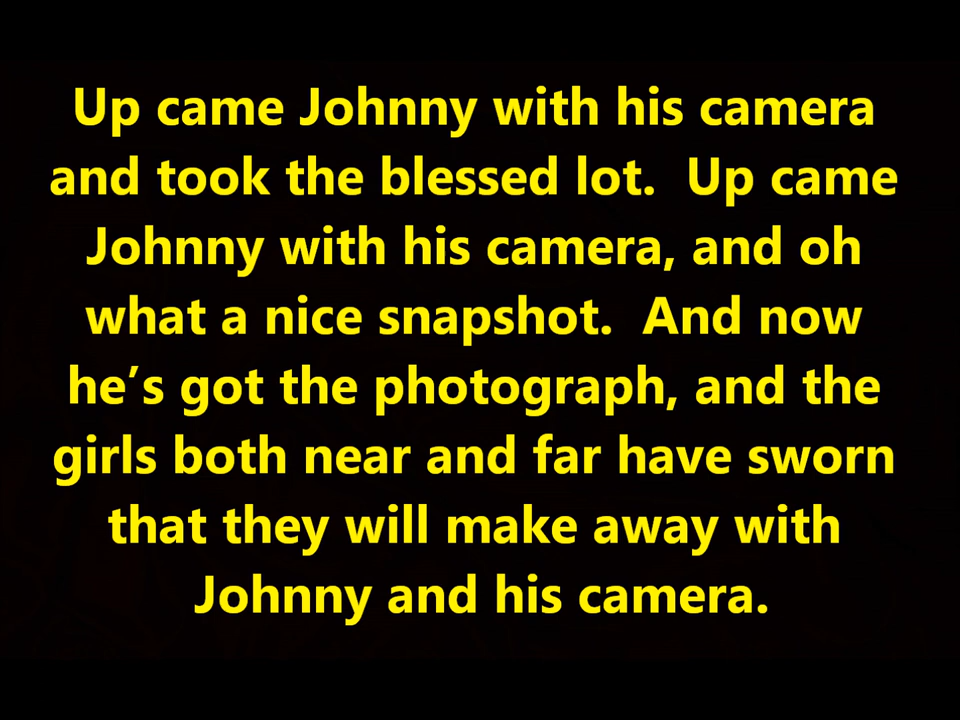 Up came Johnny with his camera
and took the blessed lot.  Up came
Johnny with his camera, and oh
what a nice snapshot.  And now
he’s got the photograph, and the
girls both near and far have sworn
that they will make away with
Johnny and his camera.